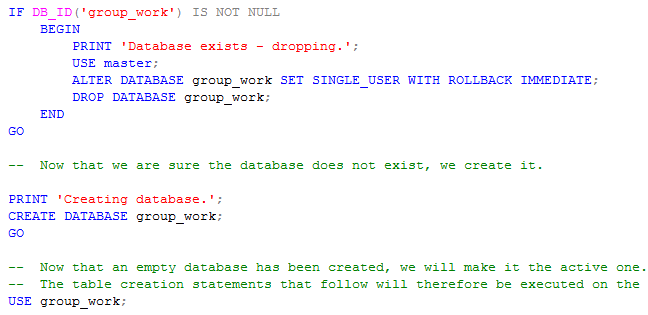 IF DB_ID('group_work') IS NOT NULL
BEGIN
PRINT 'Database exists - dropping.';
USE master;
ALTER DATABASE group_work SET SINGLE_USER WITH ROLLBACK IMMEDIATE;
DROP DATABASE group_work;
END
GO
-- Now that we are sure the database does not exist, we create it.
PRINT 'Creating database.';
CREATE DATABASE group_work;
GO
-- Now that an empty database has been created, we will make it the active one.
-- The table creation statements that follow will therefore be executed on the
USE group_work;